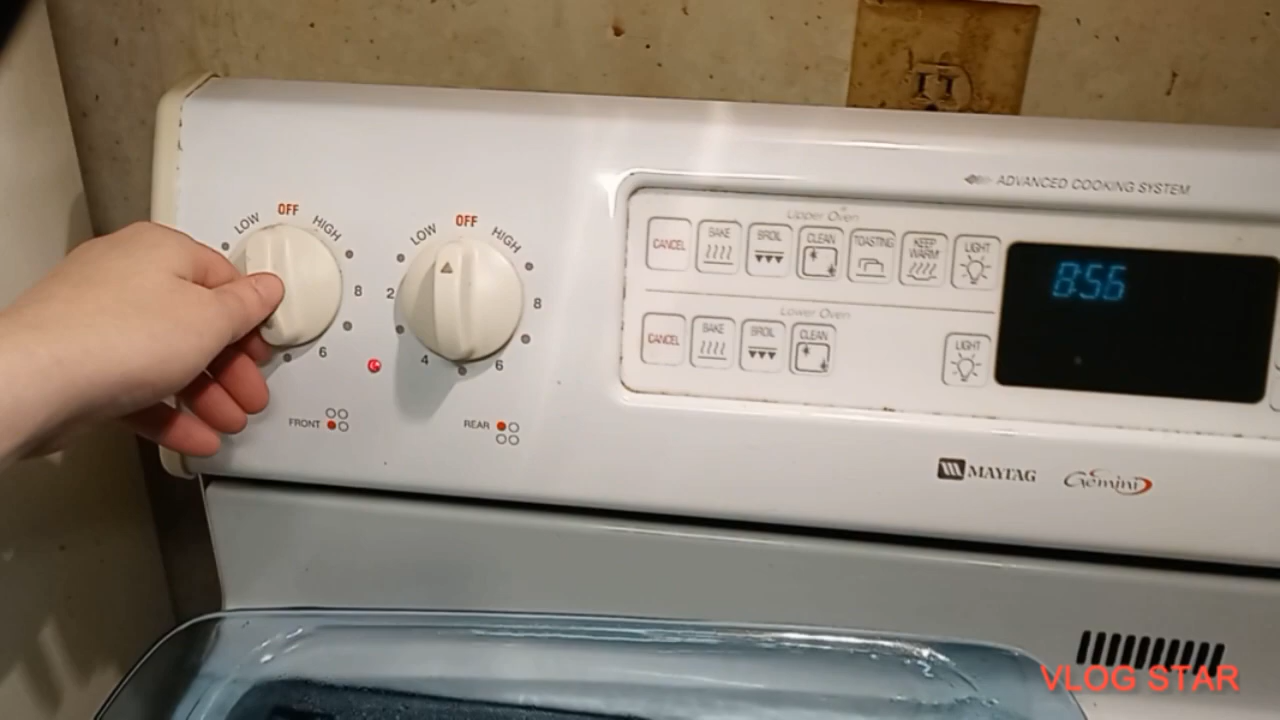 ADVANCED COOKING SYSTEM
OFF
LOW
HIGH
8
6
FRONT
OFF
LOW
HIGH
2
8
4
6
REAR
Upper Oven
CANCEL
BAKE
BROIL
CLEAN
TOASTING
KEEP WARM
LIGHT
8:56
Lower Oven
CANCEL
BAKE
BROIL
CLEAN
LIGHT
MAYTAG
Gemini
VLOG STAR